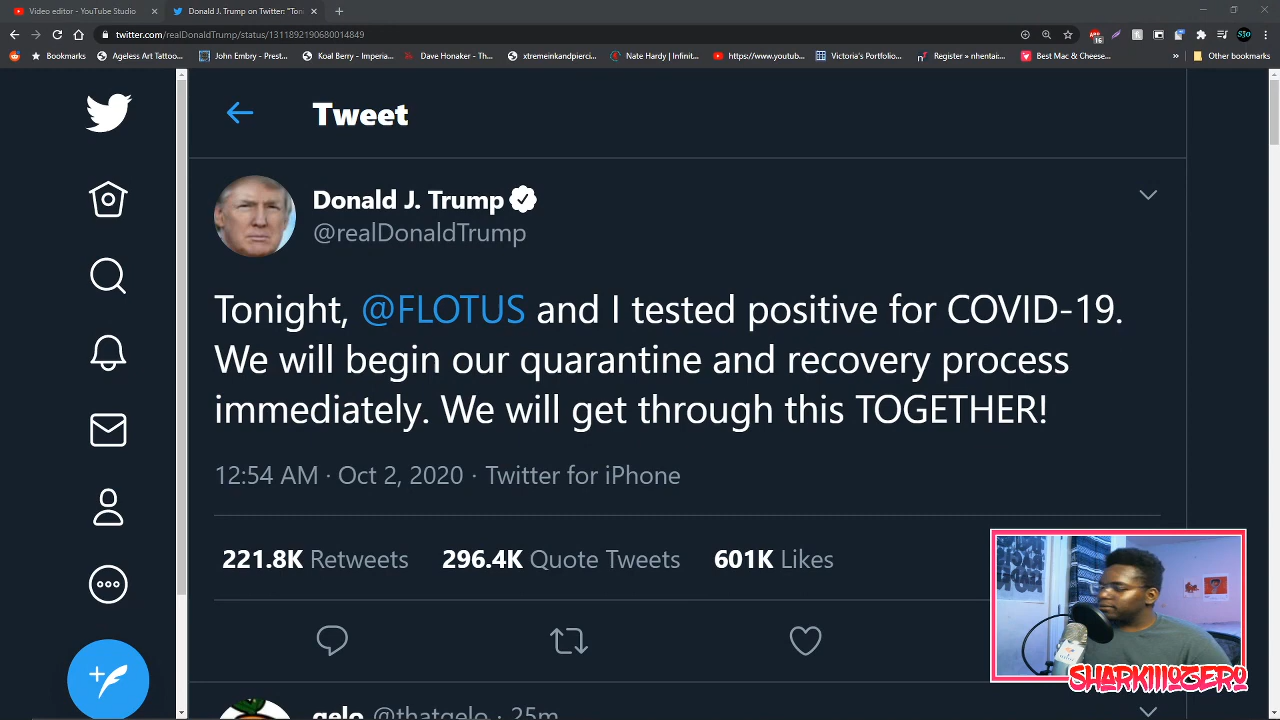 Video editor - YouTube Studio
Donald J. Trump on Twitter: "Ton
twitter.com/realDonaldTrump/status/1311892190680014849
16
Bookmarks
Ageless Art Tattoo...
John Embry - Prest...
Koal Berry - Imperia...
Dave Honaker - Th...
xtremeinkandpierci...
Nate Hardy | Infinit...
https://www.youtub...
Victoria's Portfolio...
Register » nhentai...
Best Mac & Cheese...
»
Other bookmarks
Tweet
Donald J. Trump
@realDonaldTrump
Tonight, @FLOTUS and I tested positive for COVID-19.
We will begin our quarantine and recovery process
immediately. We will get through this TOGETHER!
12:54 AM · Oct 2, 2020 · Twitter for iPhone
221.8K Retweets 296.4K Quote Tweets 601K Likes
SHARKIIIOZERO
gelo @thatgelo · 25m